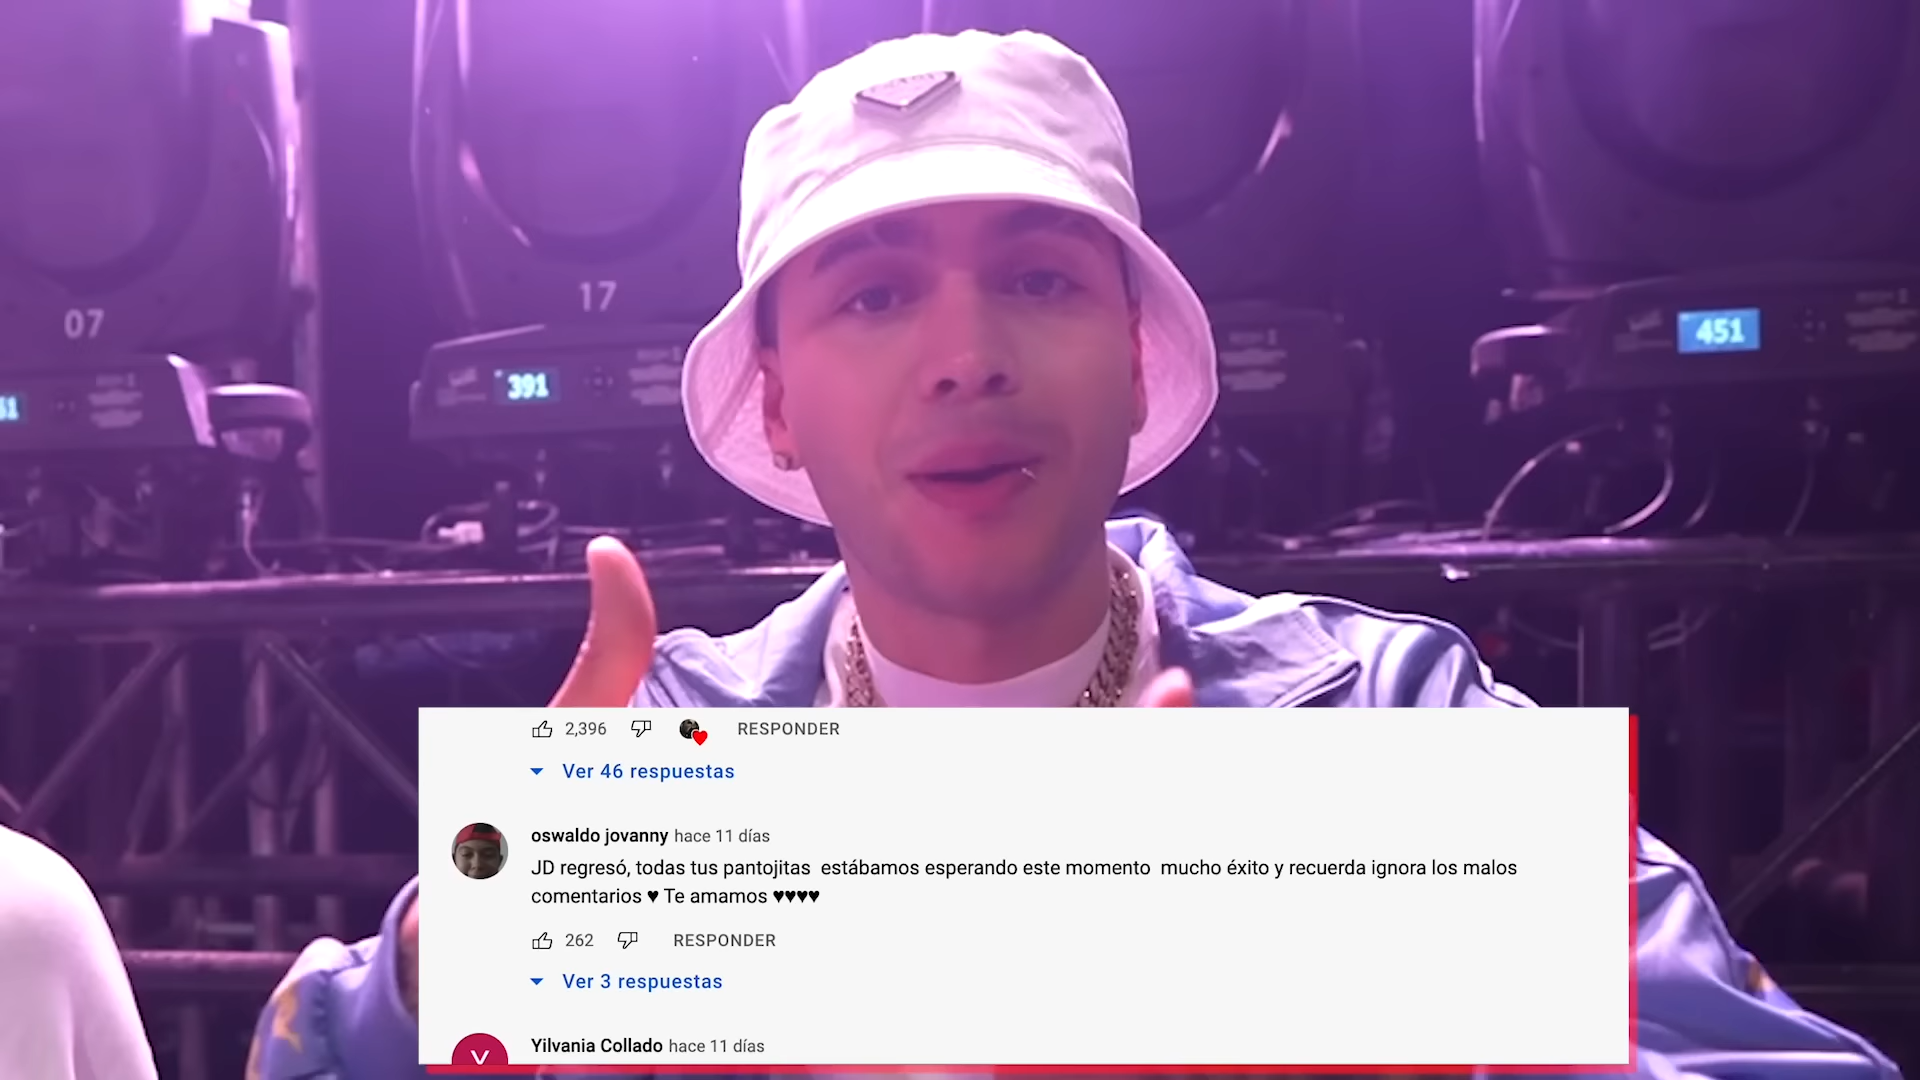 07
17
451
391
51
2,396 RESPONDER
Ver 46 respuestas
oswaldo jovanny hace 11 días
JD regresó, todas tus pantojitas estábamos esperando este momento mucho éxito y recuerda ignora los malos
comentarios ♥ Te amamos ♥♥♥♥
262 RESPONDER
Ver 3 respuestas
Y
Yilvania Collado hace 11 días